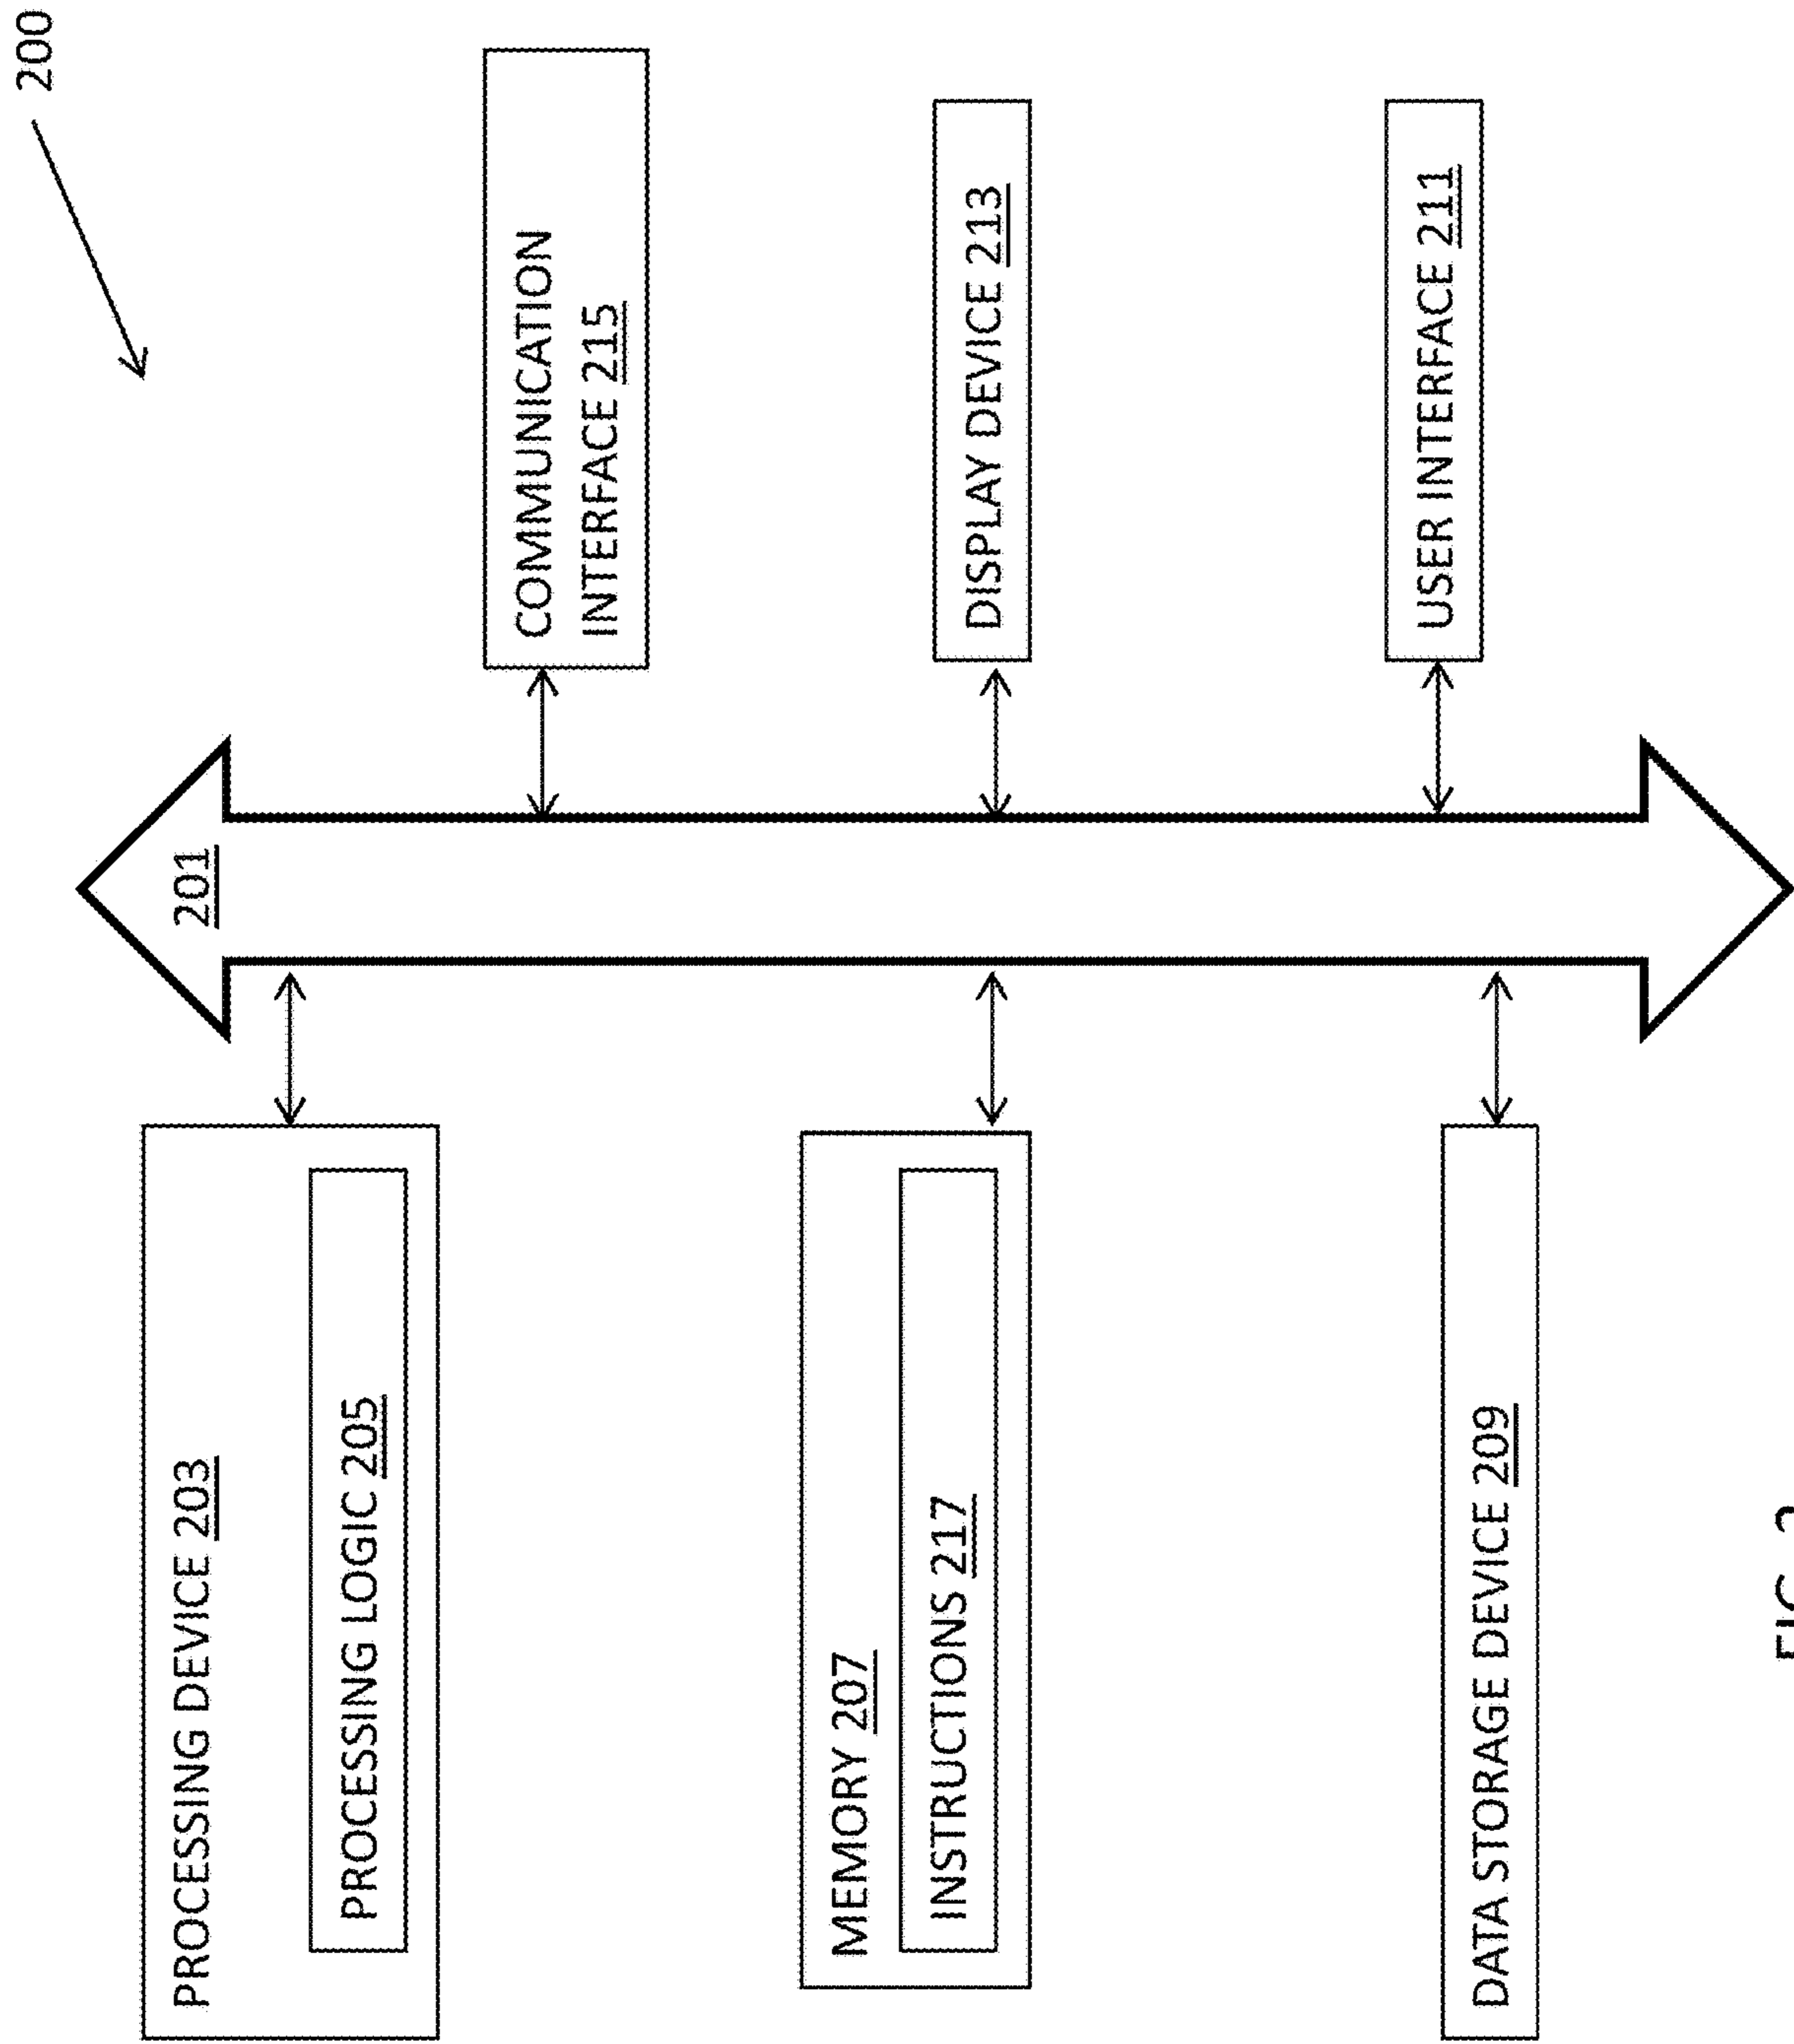 200
PROCESSING DEVICE 203
PROCESSING LOGIC 205
MEMORY 207
INSTRUCTIONS 217
DATA STORAGE DEVICE 209
201
COMMUNICATION
INTERFACE 215
DISPLAY DEVICE 213
USER INTERFACE 211
FIG.